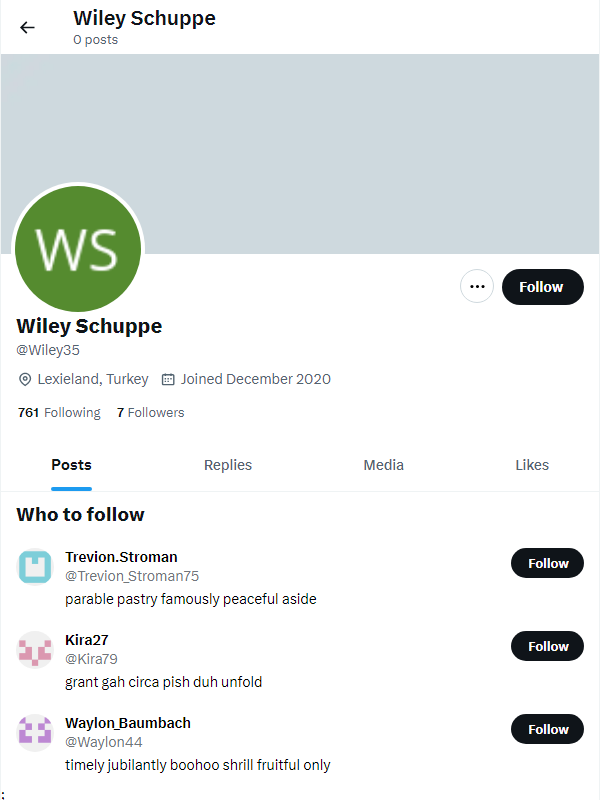 Wiley Schuppe
0 posts
WS
Follow
Wiley Schuppe
@Wiley35
Lexieland, Turkey Joined December 2020
761 Following 7 Followers
Posts Replies Media Likes
Who to follow
Trevion.Stroman
@Trevion_Stroman75
Follow
parable pastry famously peaceful aside
Kira27
@Kira79
Follow
grant gah circa pish duh unfold
Waylon_Baumbach
@Waylon44
Follow
timely jubilantly boohoo shrill fruitful only
;